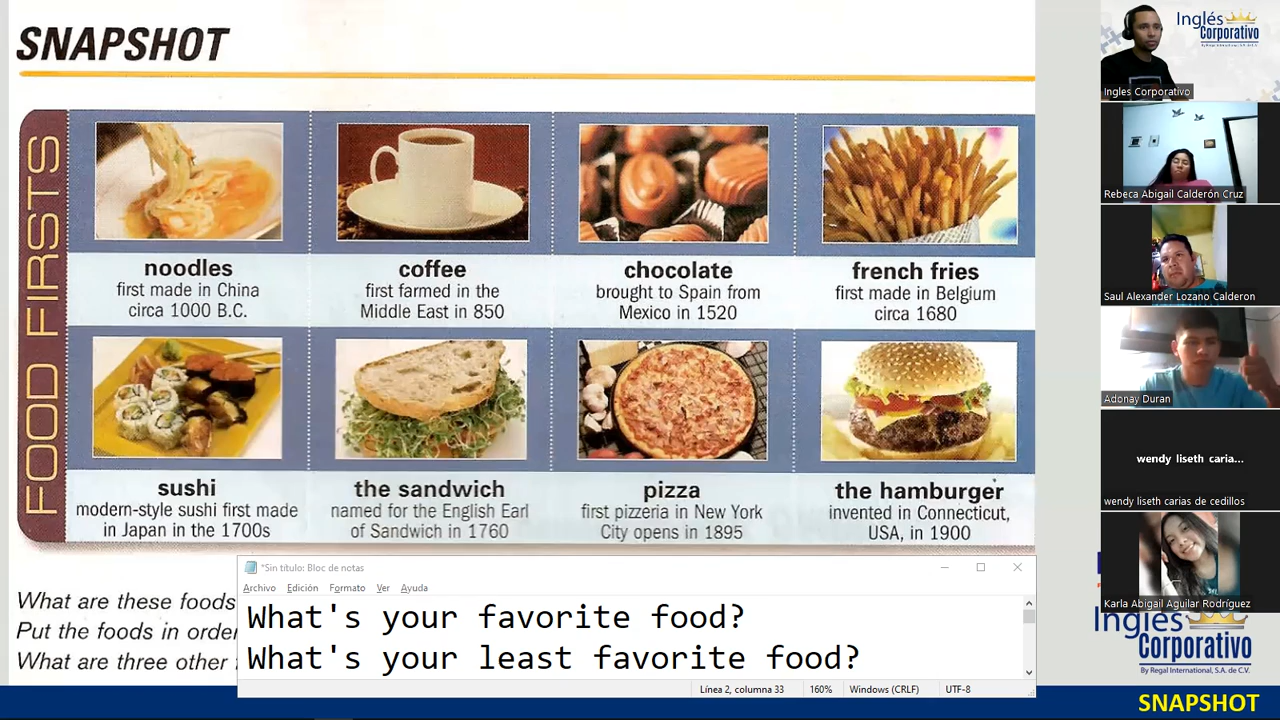 SNAPSHOT
FOOD FIRSTS
noodles
first made in China
circa 1000 B.C.
coffee
first farmed in the
Middle East in 850
chocolate
brought to Spain from
Mexico in 1520
french fries
first made in Belgium
circa 1680
sushi
modern-style sushi first made
in Japan in the 1700s
the sandwich
named for the English Earl
of Sandwich in 1760
pizza
first pizzeria in New York
City opens in 1895
the hamburger
invented in Connecticut,
USA, in 1900
What are these foods
Put the foods in order
What are three other
*Sin título: Bloc de notas
Archivo Edición Formato Ver Ayuda
What's your favorite food?
What's your least favorite food?
Línea 2, columna 33 160% Windows (CRLF) UTF-8
Inglés
Corporativo
By Regal International, S.A. de C.V.
Ingles Corporativo
Rebeca Abigail Calderón Cruz
Saul Alexander Lozano Calderon
Adonay Duran
wendy liseth caria...
wendy liseth carias de cedillos
Karla Abigail Aguilar Rodríguez
Inglés
Corporativo
By Regal International, S.A. de C.V.
SNAPSHOT